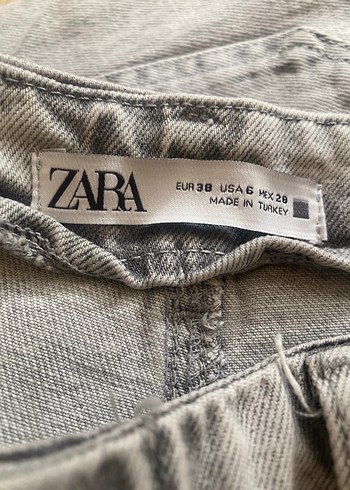 ZARA
EUR 38 USA 6 MEX 28
MADE IN TURKEY